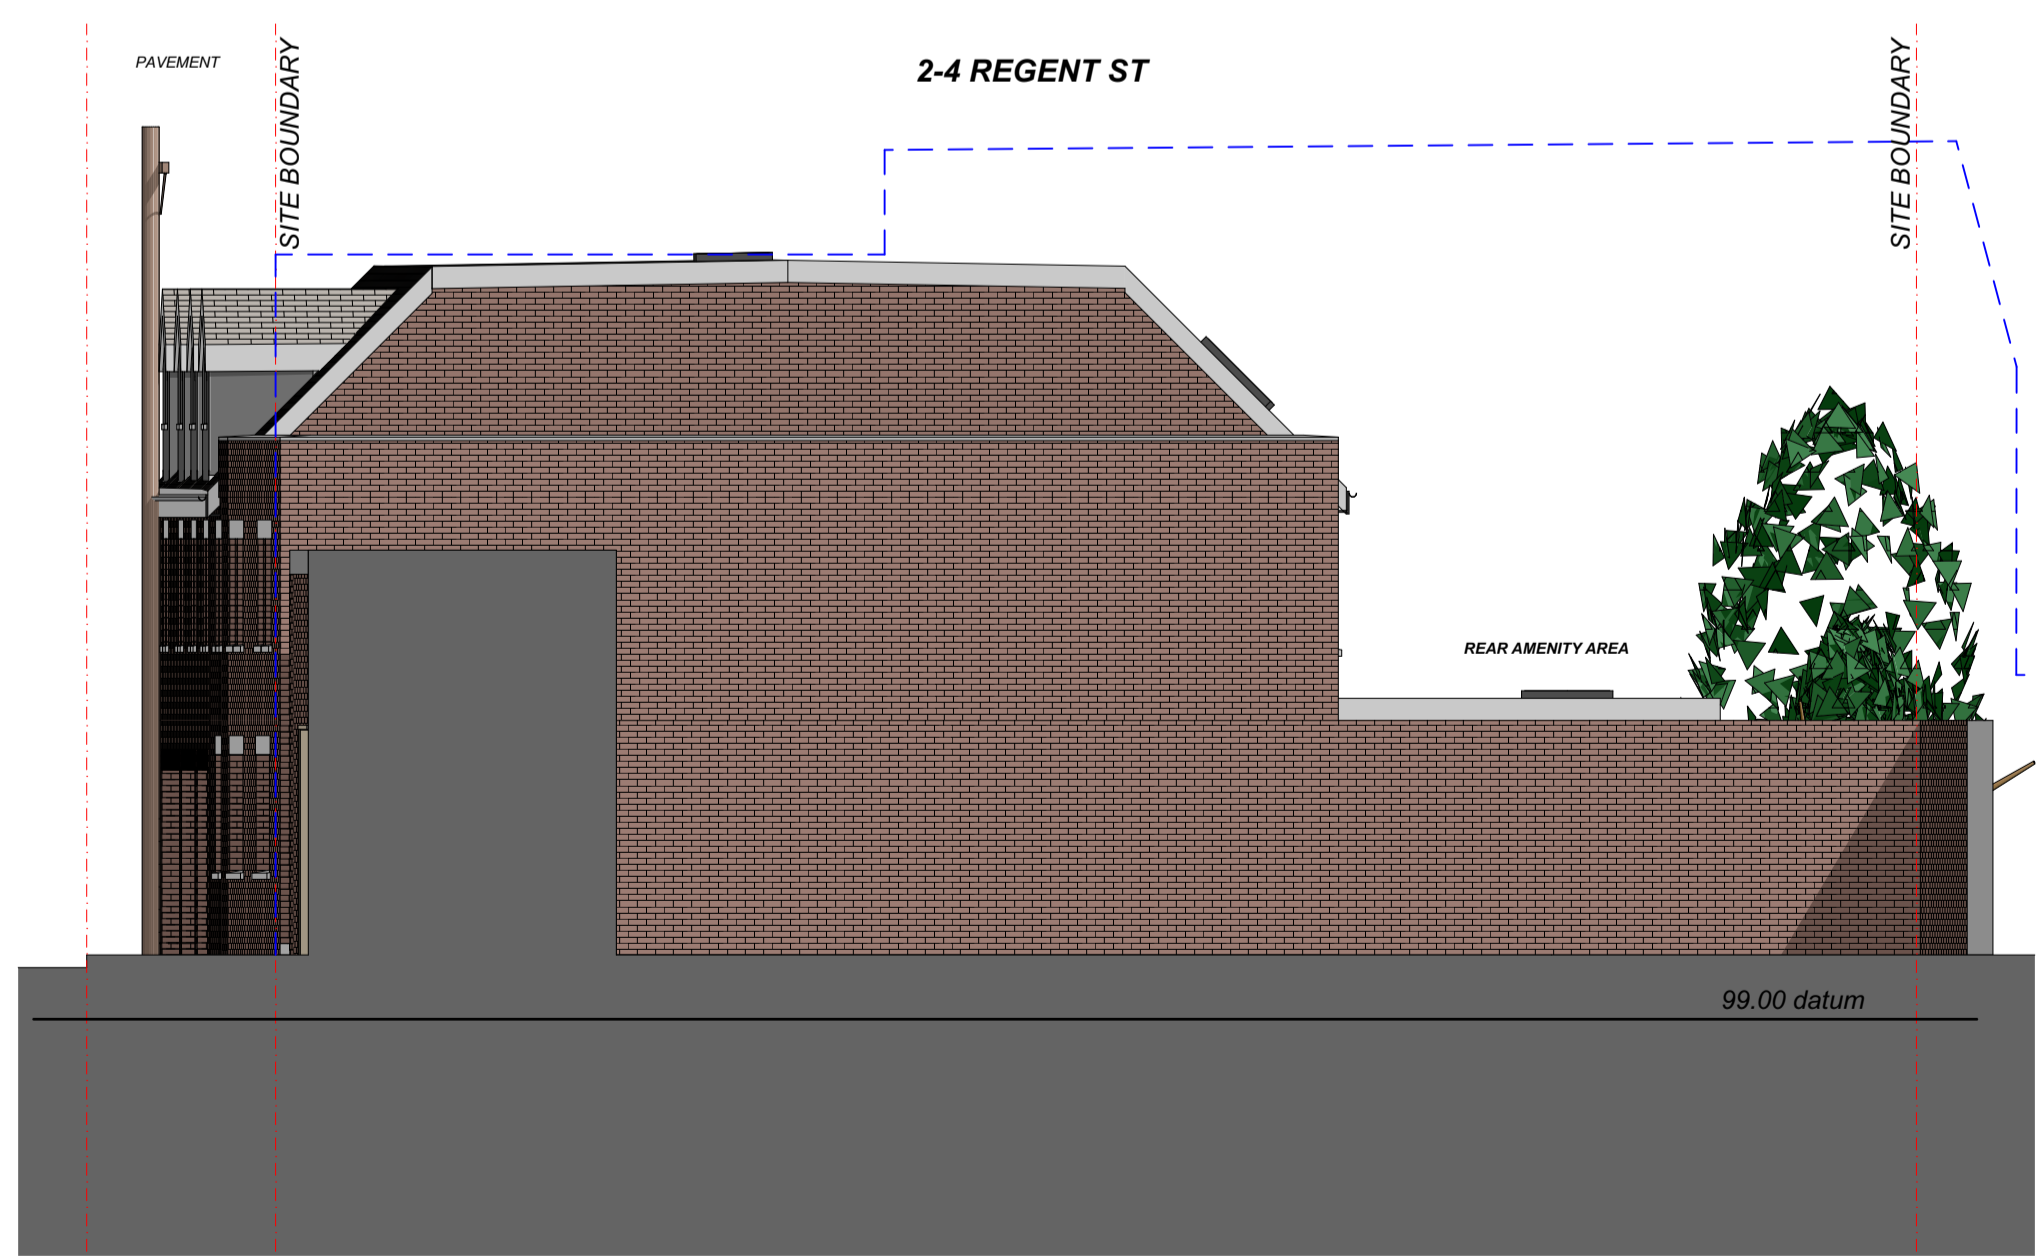 PAVEMENT
SITE BOUNDARY
2-4 REGENT ST
SITE BOUNDARY
REAR AMENITY AREA
99.00 datum